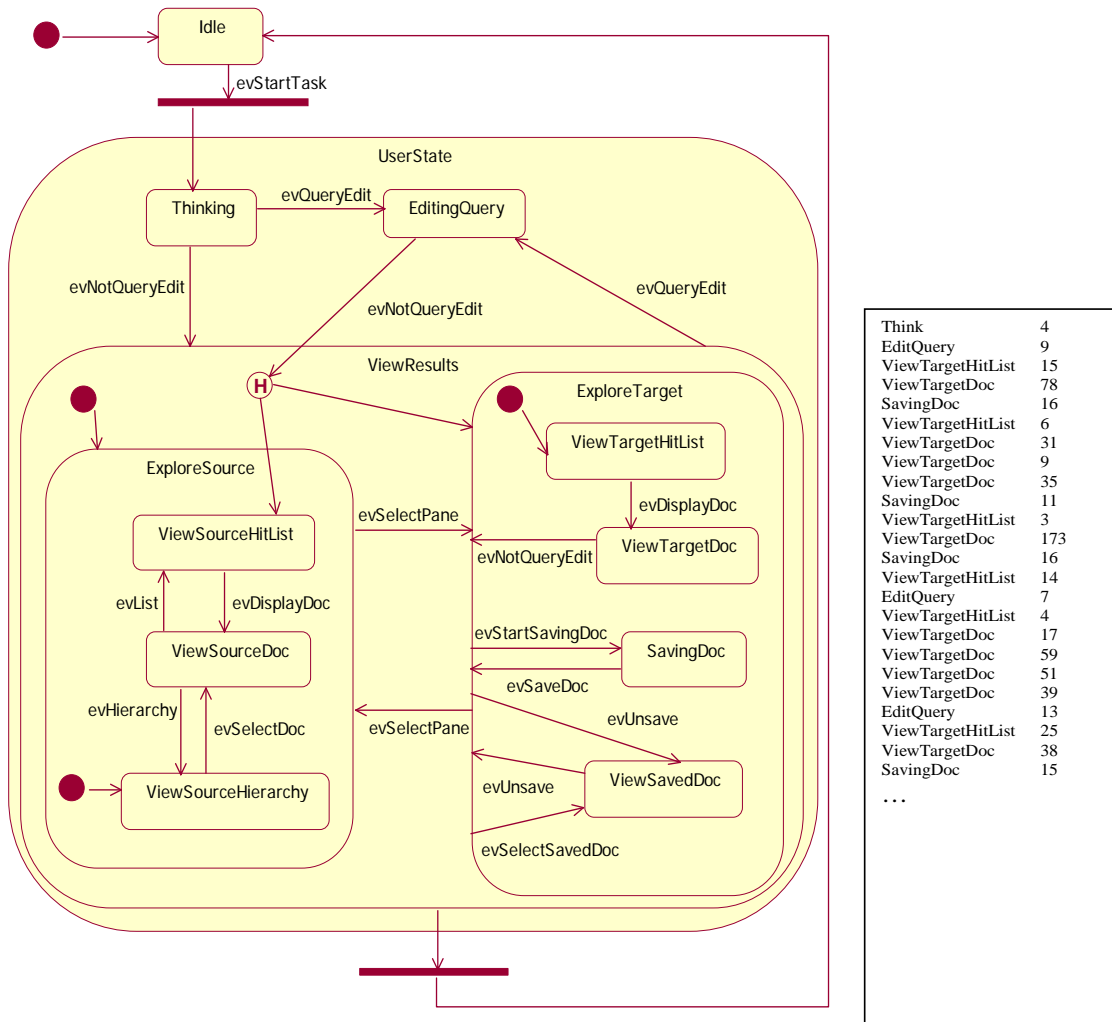 Idle
evStartTask
UserState
Thinking
evQueryEdit
EditingQuery
evNotQueryEdit
evNotQueryEdit
evQueryEdit
ViewResults
H
ExploreTarget
ViewTargetHitList
ExploreSource
evDisplayDoc
ViewSourceHitList
evSelectPane
ViewTargetDoc
evNotQueryEdit
evList
evDisplayDoc
evStartSavingDoc
ViewSourceDoc
SavingDoc
evSaveDoc
evHierarchy
evSelectDoc
evSelectPane
evUnsave
ViewSourceHierarchy
evUnsave
ViewSavedDoc
evSelectSavedDoc
Think 4
EditQuery 9
ViewTargetHitList 15
ViewTargetDoc 78
SavingDoc 16
ViewTargetHitList 6
ViewTargetDoc 31
ViewTargetDoc 9
ViewTargetDoc 35
SavingDoc 11
ViewTargetHitList 3
ViewTargetDoc 173
SavingDoc 16
ViewTargetHitList 14
EditQuery 7
ViewTargetHitList 4
ViewTargetDoc 17
ViewTargetDoc 59
ViewTargetDoc 51
ViewTargetDoc 39
EditQuery 13
ViewTargetHitList 25
ViewTargetDoc 38
SavingDoc 15
...